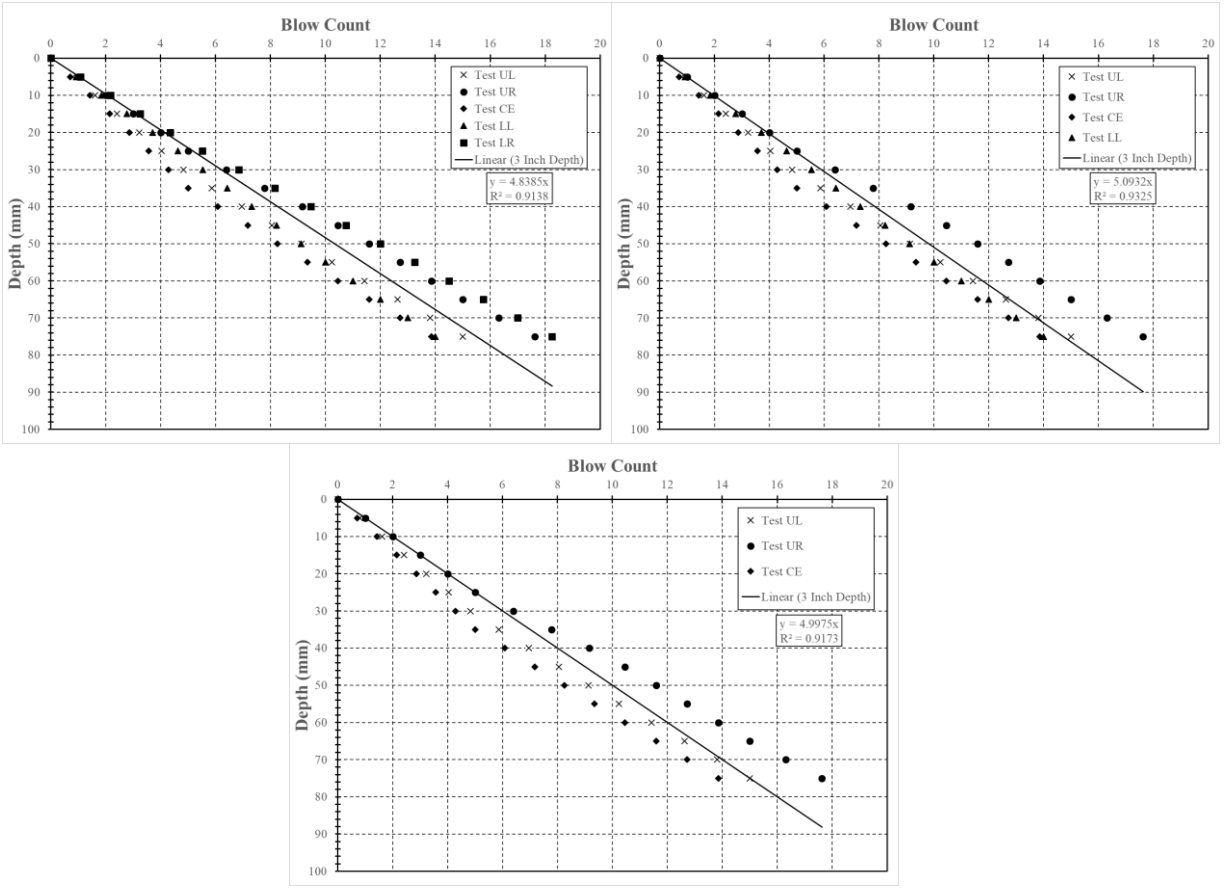 Blow Count
0 2 4 6 8 10 12 14 16 18 20
0
10
20
30
40
50
60
70
80
90
100
Depth (mm)
Test UL
Test UR
Test CE
Test LL
Test LR
Linear (3 Inch Depth)
y = 4.8385x
R² = 0.9138
Blow Count
0 2 4 6 8 10 12 14 16 18 20
0
10
20
30
40
50
60
70
80
90
100
Depth (mm)
Test UL
Test UR
Test CE
Test LL
Linear (3 Inch Depth)
y = 5.0932x
R² = 0.9325
Blow Count
0 2 4 6 8 10 12 14 16 18 20
0
10
20
30
40
50
60
70
80
90
100
Depth (mm)
Test UL
Test UR
Test CE
Linear (3 Inch Depth)
y = 4.9975x
R² = 0.9173